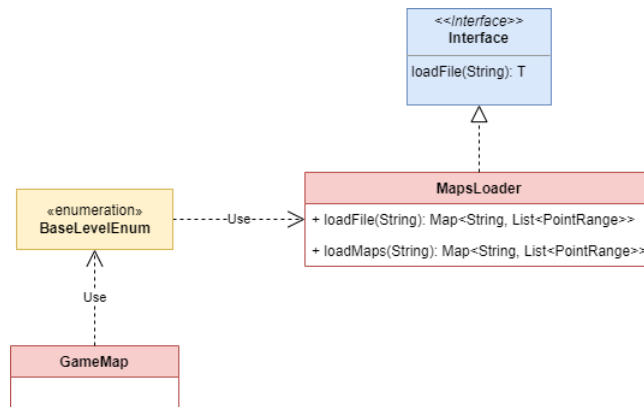 <<Interface>>
Interface
loadFile(String): T
MapsLoader
+ loadFile(String): Map<String, List<PointRange>>
+ loadMaps(String): Map<String, List<PointRange>>
«enumeration»
BaseLevelEnum
Use
Use
GameMap